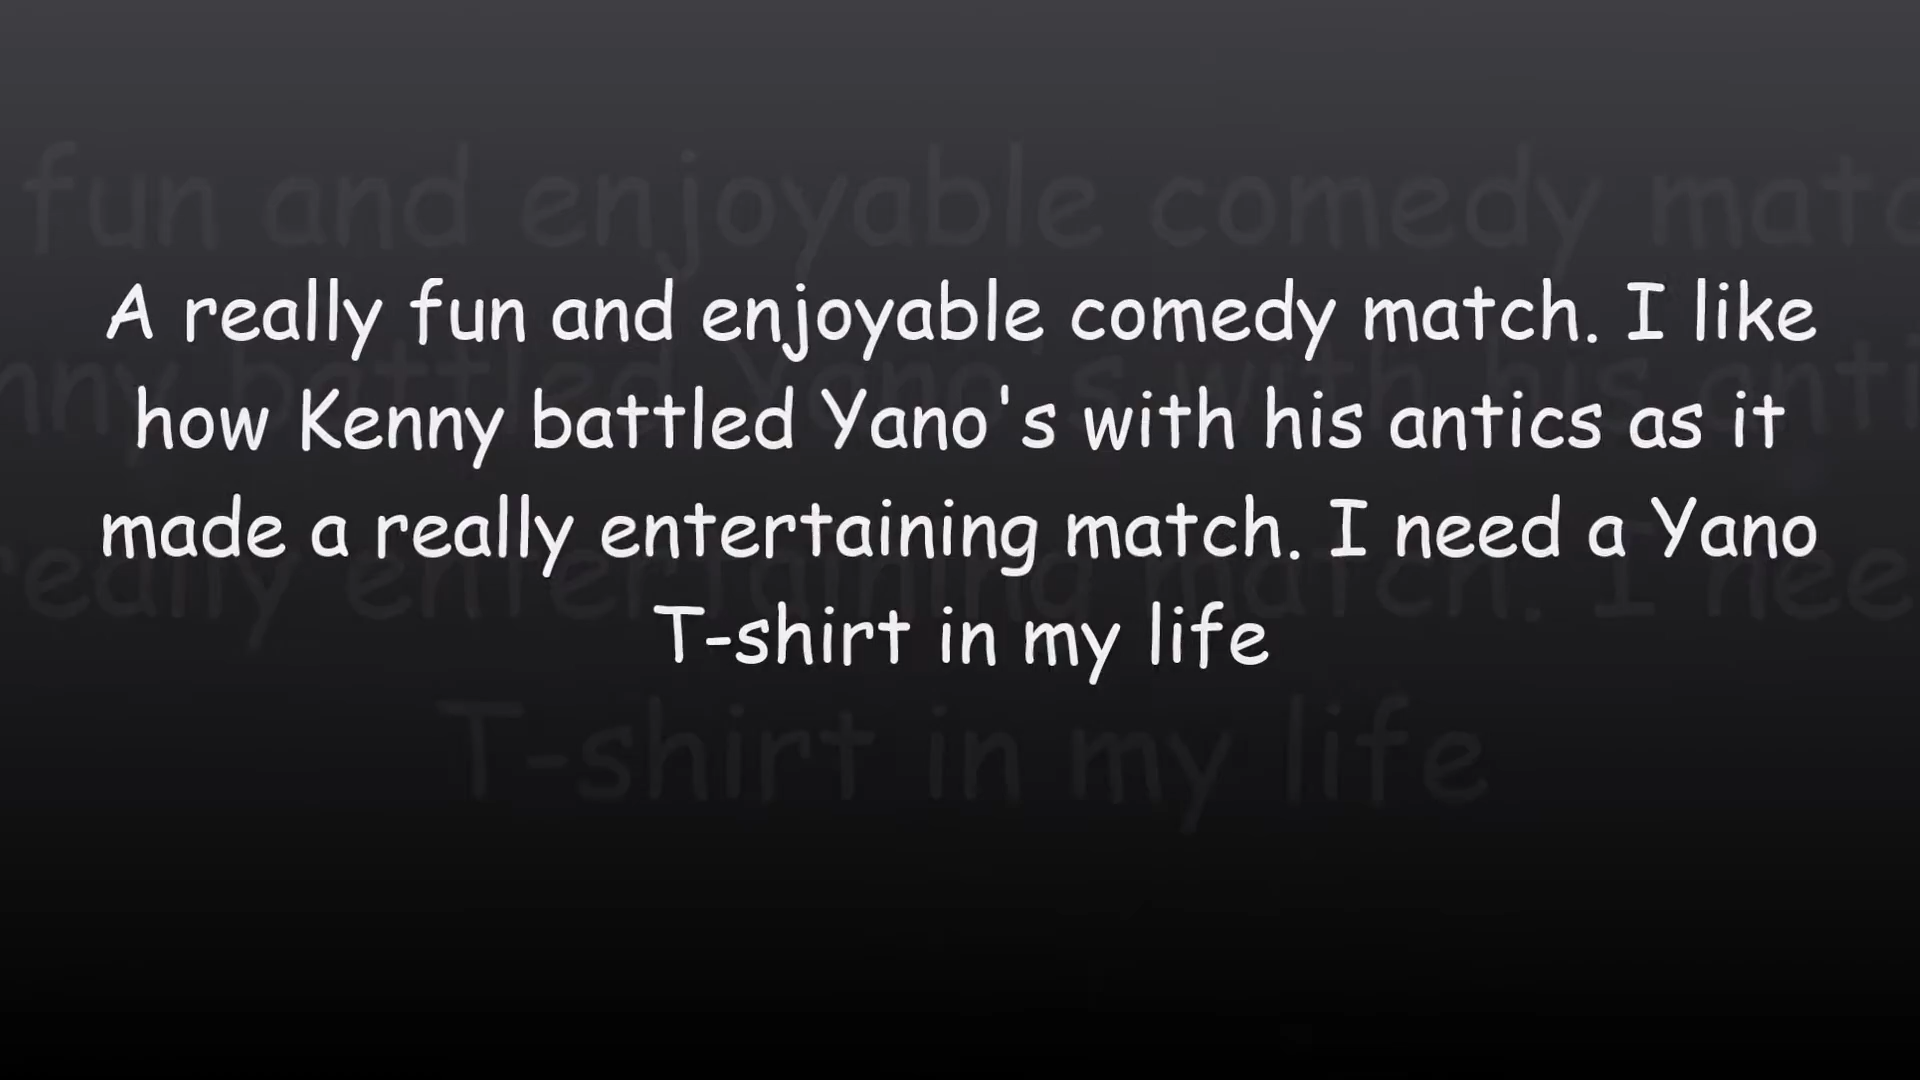 A really fun and enjoyable comedy match. I like
how Kenny battled Yano's with his antics as it
made a really entertaining match. I need a Yano
T-shirt in my life